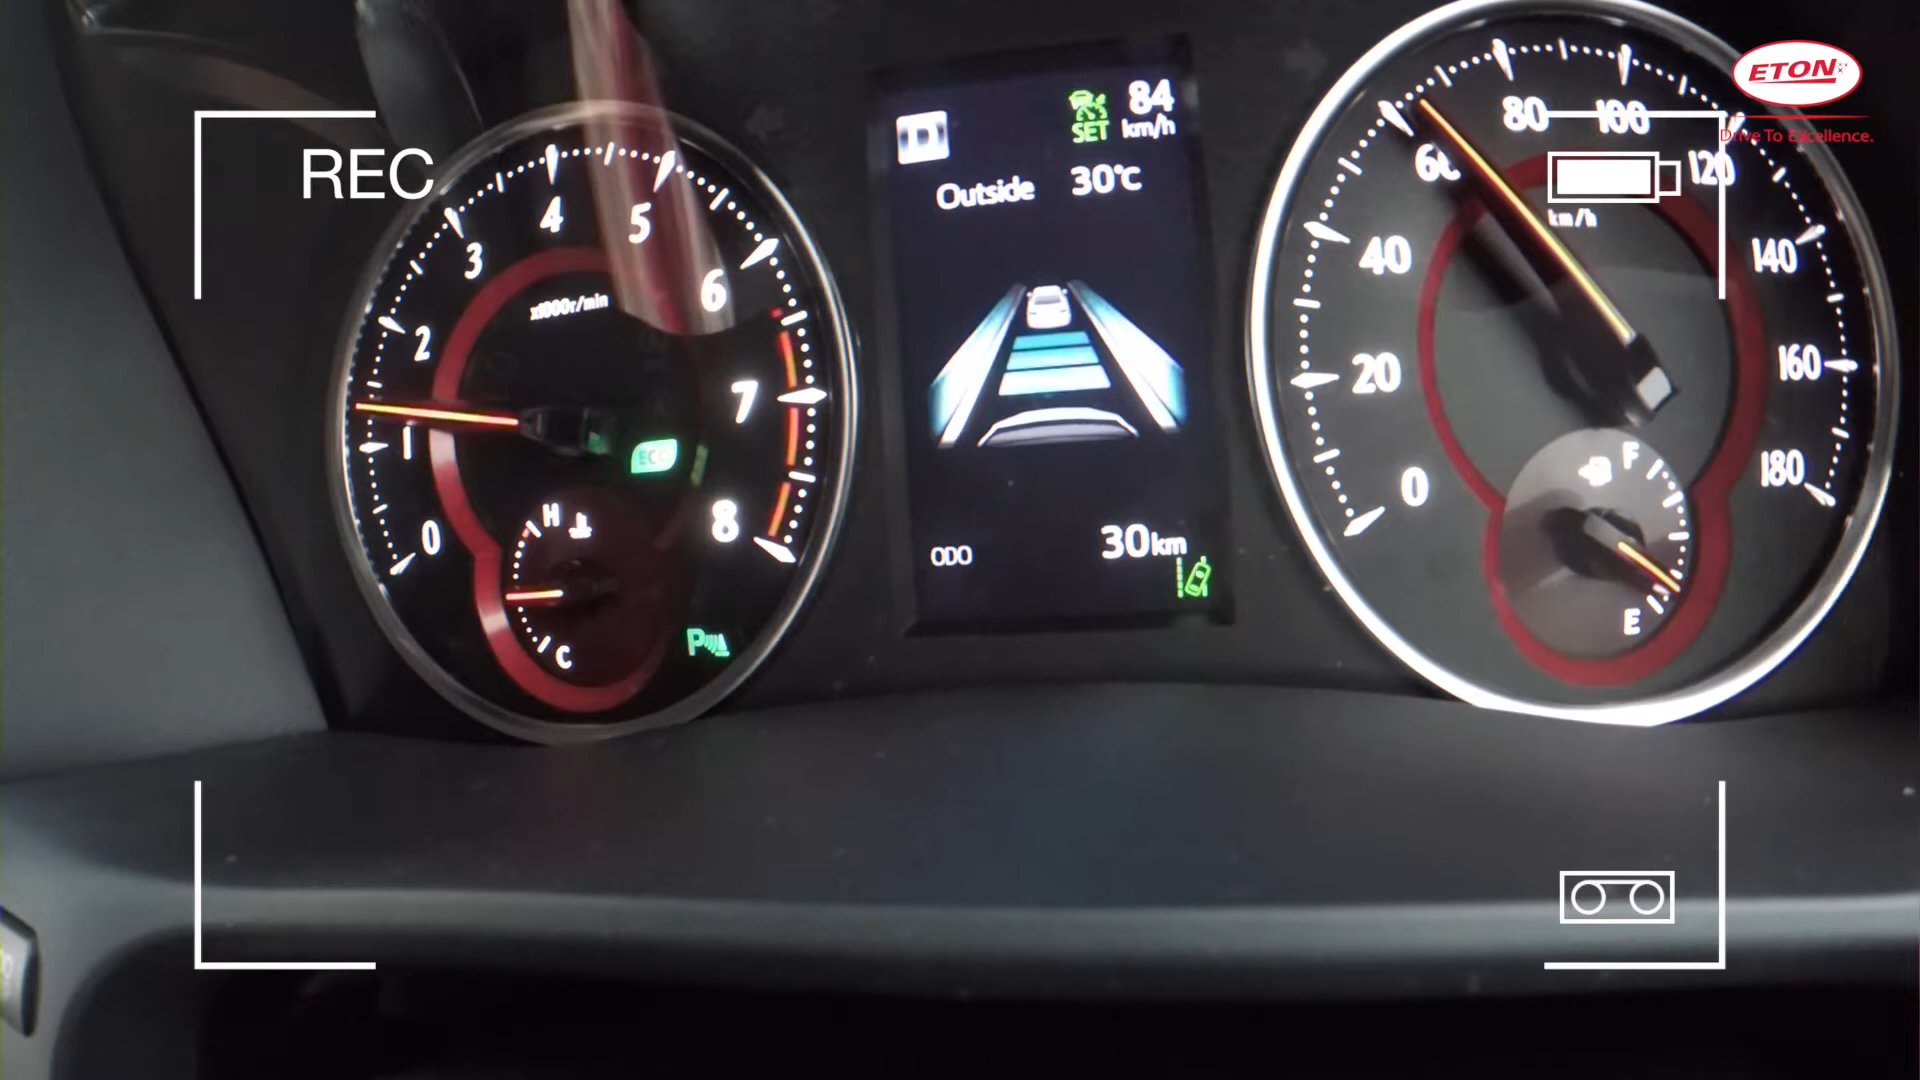 ETON
Drive To Excellence.
REC
D
84
SET
km/h
Outside 30°C
ODO
30km
0
1
2
3
4
5
6
7
8
x1000r/min
ECO
H
C
P
0
20
40
60
80
100
120
140
160
180
km/h
F
E